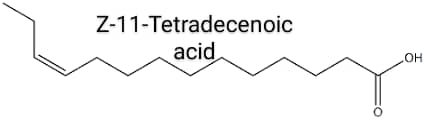 Z-11-Tetradecenoic
acid
OH
O